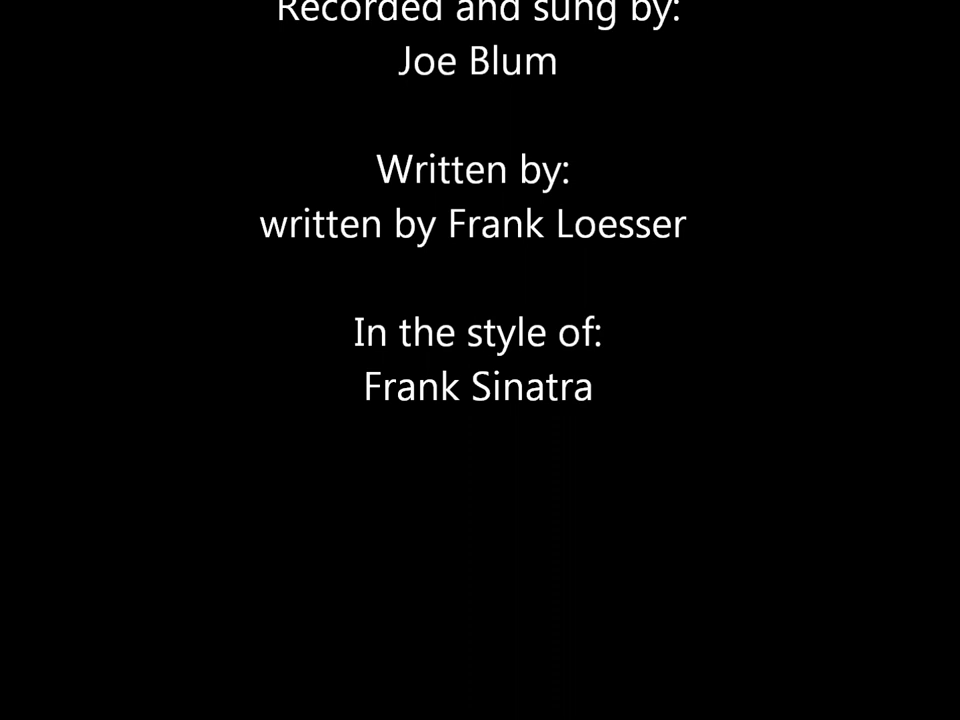 Recorded and sung by:
Joe Blum
Written by:
written by Frank Loesser
In the style of:
Frank Sinatra